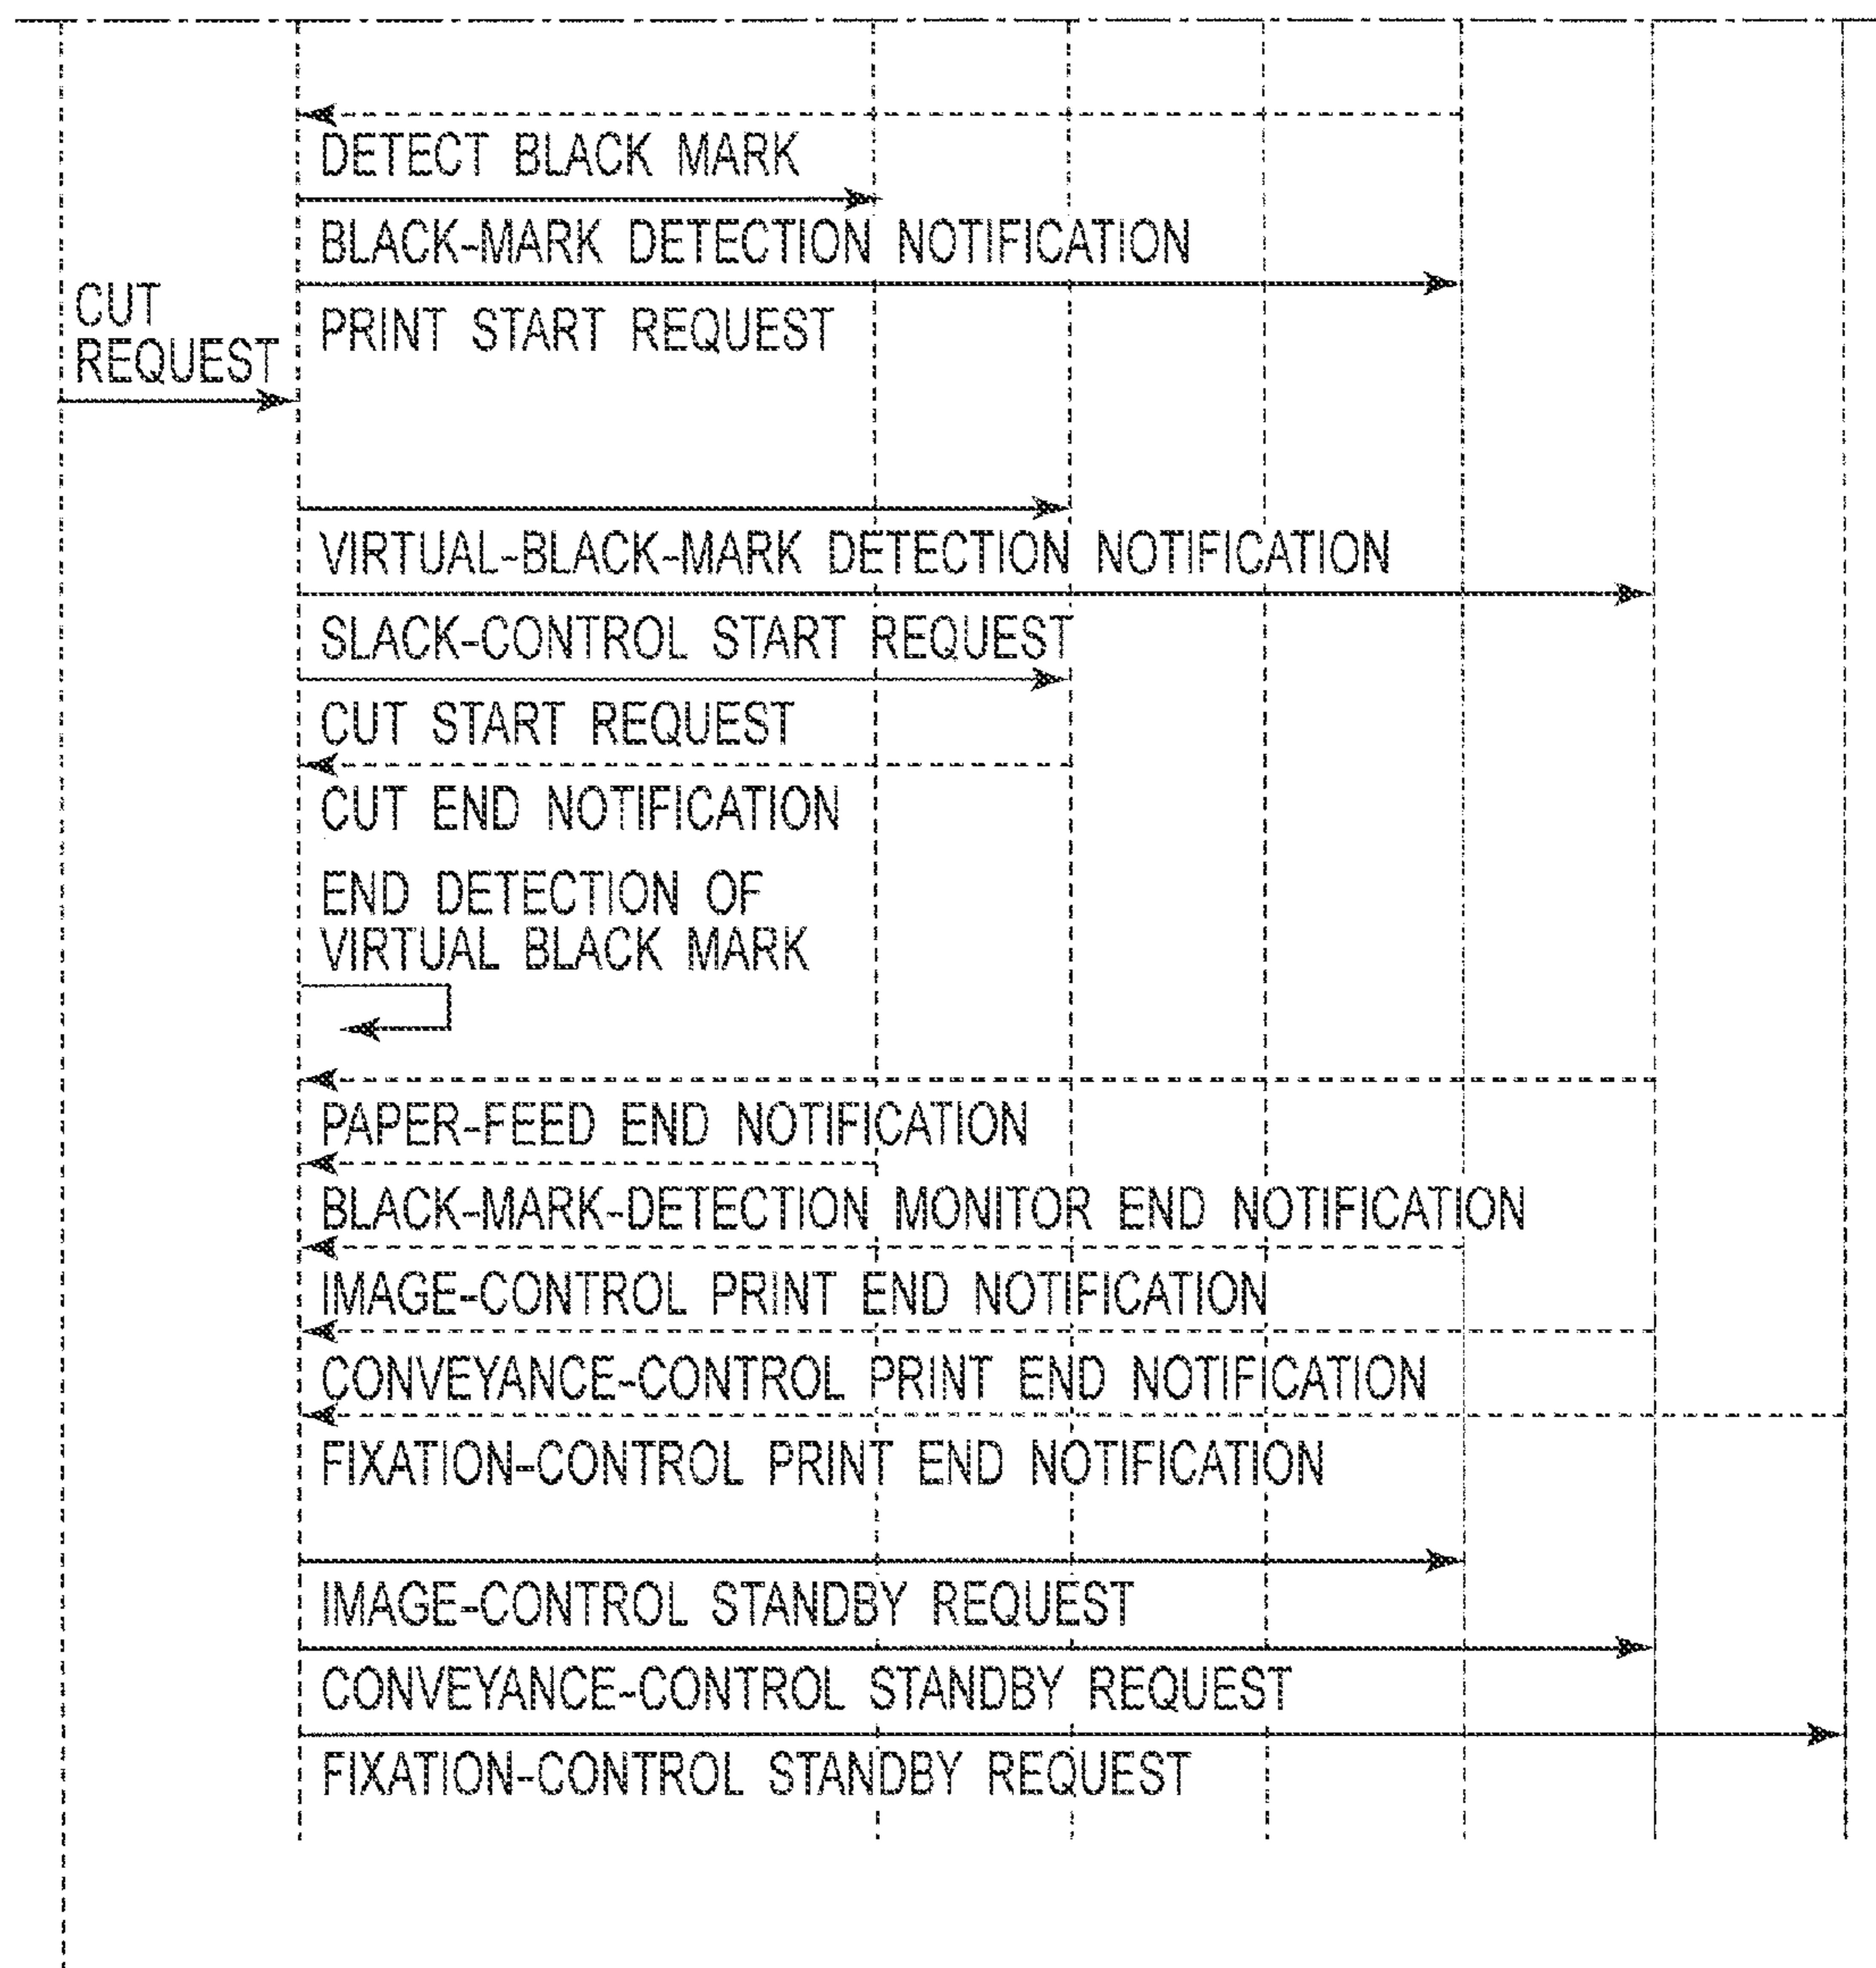 DETECT BLACK MARK
BLACK-MARK DETECTION NOTIFICATION
CUT
REQUEST
PRINT START REQUEST
VIRTUAL-BLACK-MARK DETECTION NOTIFICATION
SLACK-CONTROL START REQUEST
CUT START REQUEST
CUT END NOTIFICATION
END DETECTION OF
VIRTUAL BLACK MARK
PAPER-FEED END NOTIFICATION
BLACK-MARK-DETECTION MONITOR END NOTIFICATION
IMAGE-CONTROL PRINT END NOTIFICATION
CONVEYANCE-CONTROL PRINT END NOTIFICATION
FIXATION-CONTROL PRINT END NOTIFICATION
IMAGE-CONTROL STANDBY REQUEST
CONVEYANCE-CONTROL STANDBY REQUEST
FIXATION-CONTROL STANDBY REQUEST